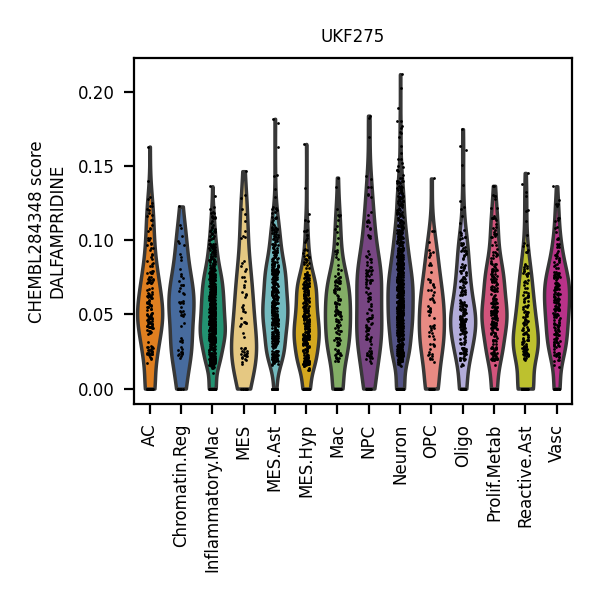 UKF275
CHEMBL284348 score
DALFAMPRIDINE
0.20
0.15
0.10
0.05
0.00
AC
Chromatin.Reg
Inflammatory.Mac
MES
MES.Ast
MES.Hyp
Mac
NPC
Neuron
OPC
Oligo
Prolif.Metab
Reactive.Ast
Vasc